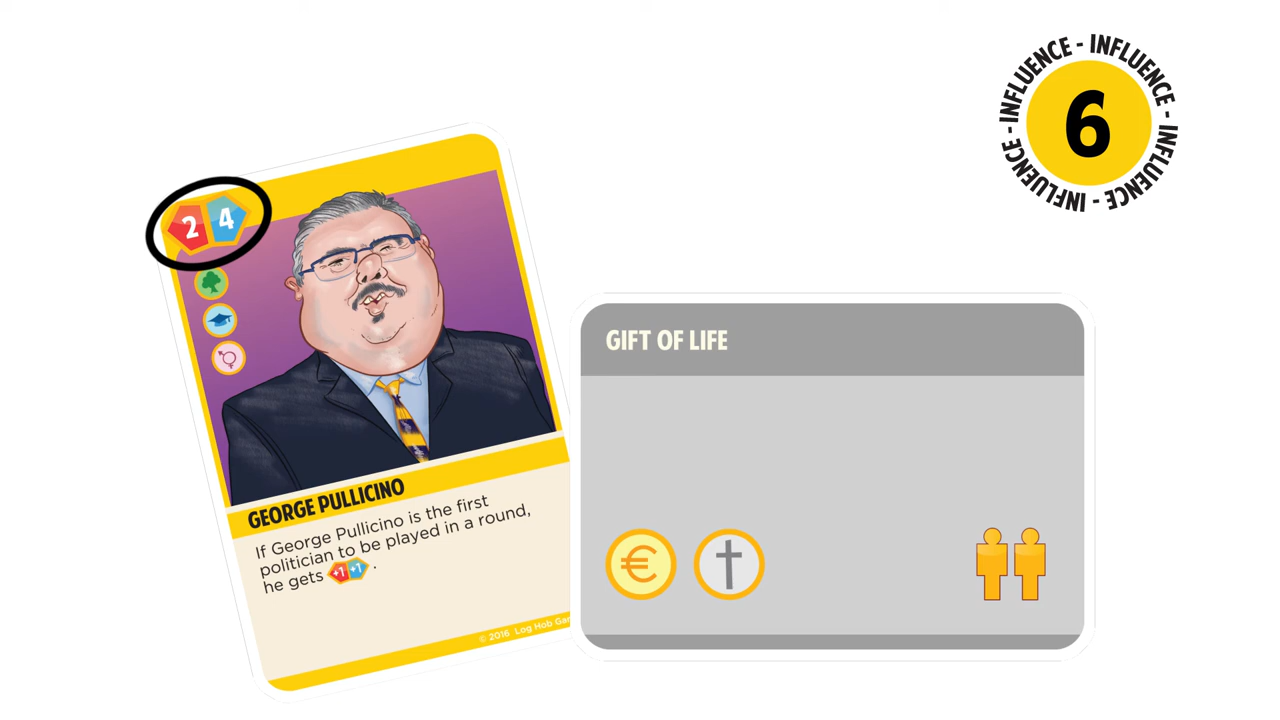 INFLUENCE - INFLUENCE - INFLUENCE - INFLUENCE -
6
2 4
GIFT OF LIFE
GEORGE PULLICINO
If George Pullicino is the first
politician to be played in a round,
he gets +1 +1 .
© 2016 Log Hob
€